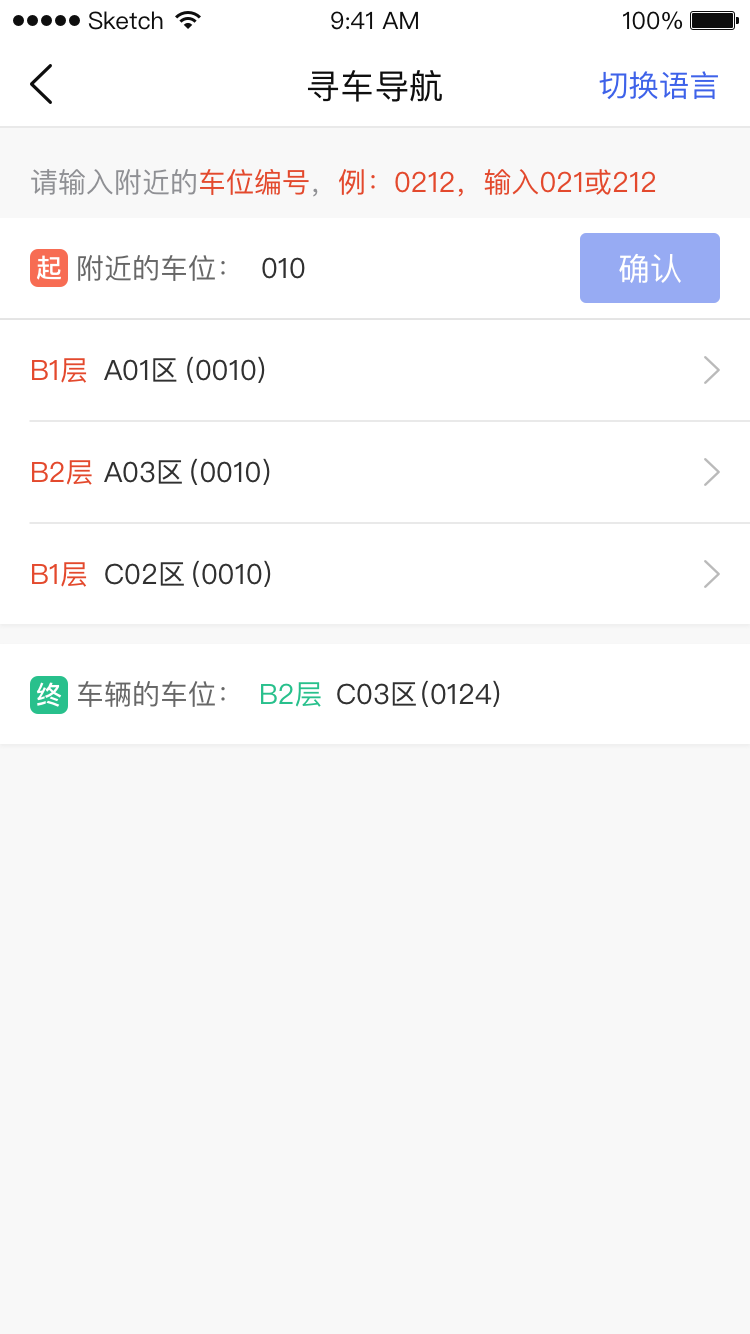 Sketch 9:41 AM 100%
寻车导航 切换语言
请输入附近的车位编号，例：0212，输入021或212
起 附近的车位： 010 确认
B1层 A01区 (0010)
B2层 A03区 (0010)
B1层 C02区 (0010)
终 车辆的车位： B2层 C03区(0124)